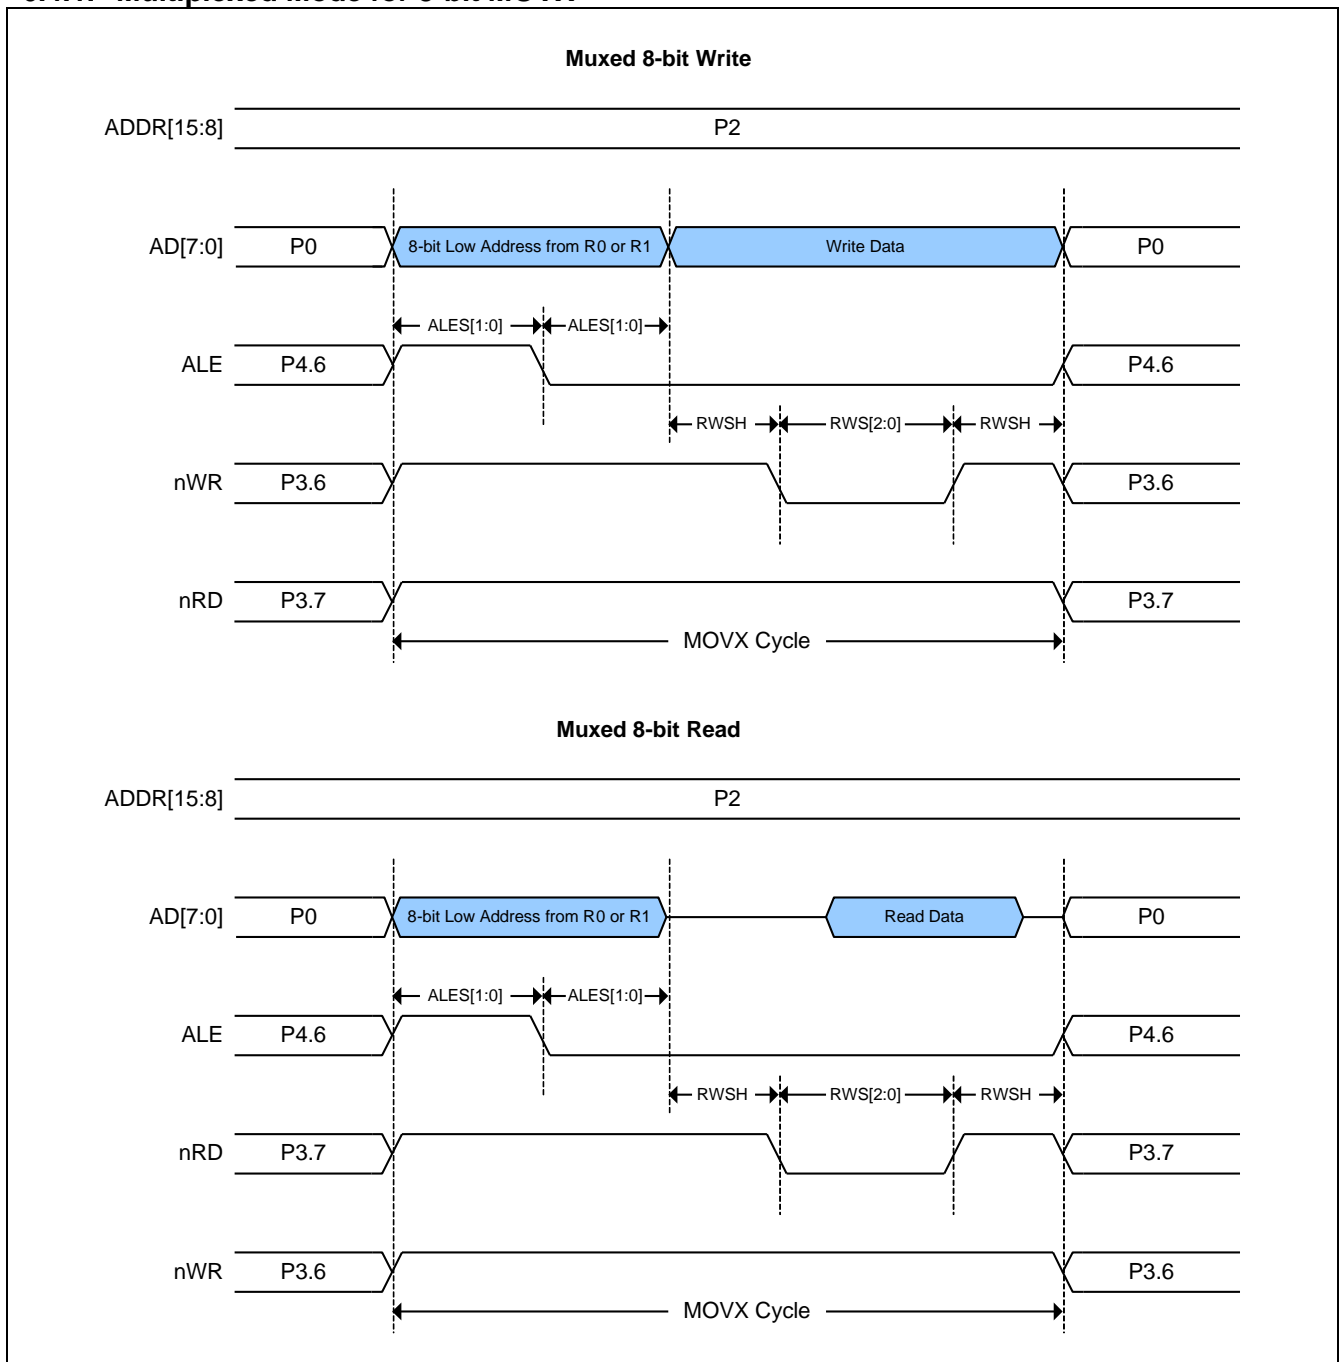 Muxed 8-bit Write
ADDR[15:8] P2
AD[7:0] P0 8-bit Low Address from R0 or R1 Write Data P0
ALES[1:0] ALES[1:0]
ALE P4.6 P4.6
RWSH RWS[2:0] RWSH
nWR P3.6 P3.6
nRD P3.7 P3.7
MOVX Cycle
Muxed 8-bit Read
ADDR[15:8] P2
AD[7:0] P0 8-bit Low Address from R0 or R1 Read Data P0
ALES[1:0] ALES[1:0]
ALE P4.6 P4.6
RWSH RWS[2:0] RWSH
nRD P3.7 P3.7
nWR P3.6 P3.6
MOVX Cycle